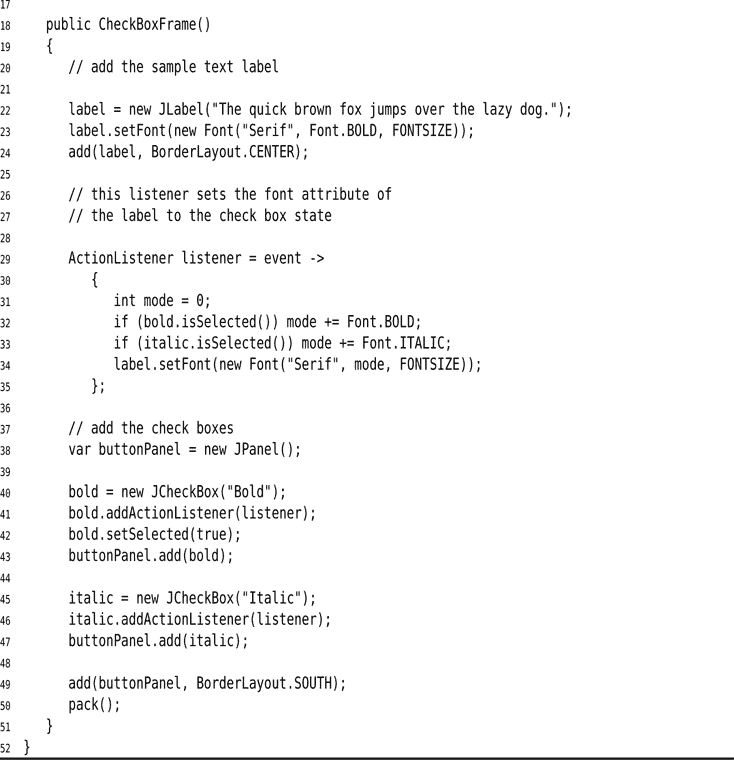 17
18 public CheckBoxFrame()
19 {
20 // add the sample text label
21
22 label = new JLabel("The quick brown fox jumps over the lazy dog.");
23 label.setFont(new Font("Serif", Font.BOLD, FONTSIZE));
24 add(label, BorderLayout.CENTER);
25
26 // this listener sets the font attribute of
27 // the label to the check box state
28
29 ActionListener listener = event ->
30 {
31 int mode = 0;
32 if (bold.isSelected()) mode += Font.BOLD;
33 if (italic.isSelected()) mode += Font.ITALIC;
34 label.setFont(new Font("Serif", mode, FONTSIZE));
35 };
36
37 // add the check boxes
38 var buttonPanel = new JPanel();
39
40 bold = new JCheckBox("Bold");
41 bold.addActionListener(listener);
42 bold.setSelected(true);
43 buttonPanel.add(bold);
44
45 italic = new JCheckBox("Italic");
46 italic.addActionListener(listener);
47 buttonPanel.add(italic);
48
49 add(buttonPanel, BorderLayout.SOUTH);
50 pack();
51 }
52 }